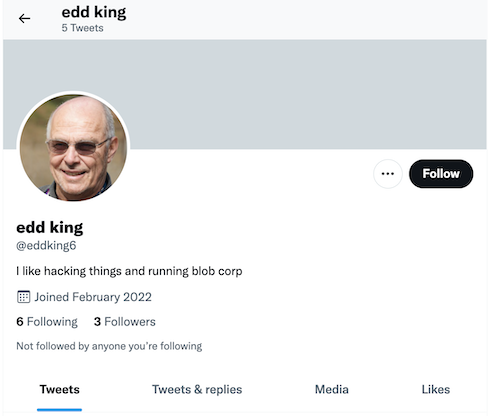 edd king
5 Tweets
Follow
edd king
@eddking6
I like hacking things and running blob corp
Joined February 2022
6 Following 3 Followers
Not followed by anyone you're following
Tweets Tweets & replies Media Likes